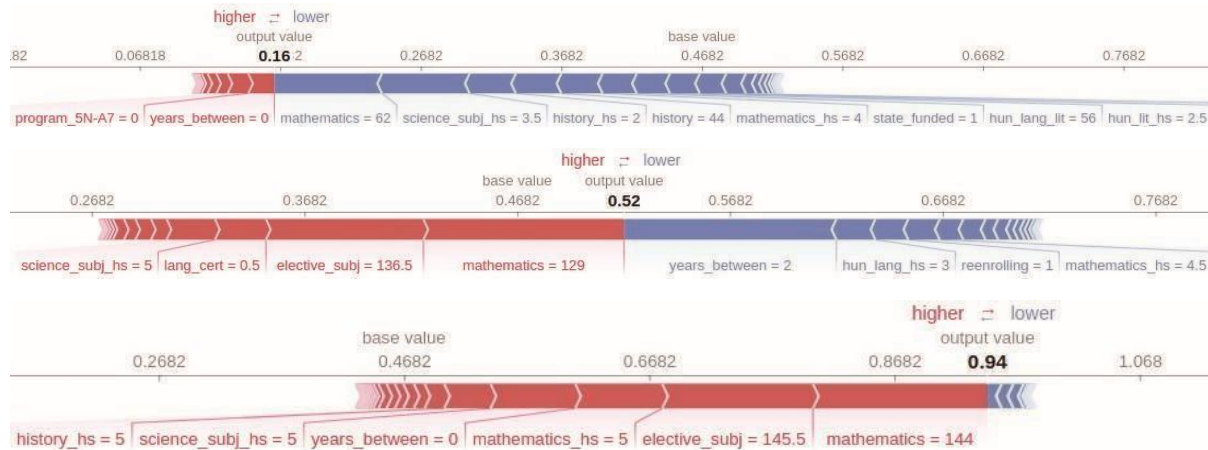 higher ⇄ lower
output value base value
.182 0.06818 0.16 2 0.2682 0.3682 0.4682 0.5682 0.6682 0.7682
program_5N-A7 = 0 years_between = 0 mathematics = 62 science_subj_hs = 3.5 history_hs = 2 history = 44 mathematics_hs = 4 state_funded = 1 hun_lang_lit = 56 hun_lit_hs = 2.5
higher ⇄ lower
base value output value
0.2682 0.3682 0.4682 0.52 0.5682 0.6682 0.7682
science_subj_hs = 5 lang_cert = 0.5 elective_subj = 136.5 mathematics = 129 years_between = 2 hun_lang_hs = 3 reenrolling = 1 mathematics_hs = 4.5
higher ⇄ lower
base value output value
0.2682 0.4682 0.6682 0.8682 0.94 1.068
history_hs = 5 science_subj_hs = 5 years_between = 0 mathematics_hs = 5 elective_subj = 145.5 mathematics = 144